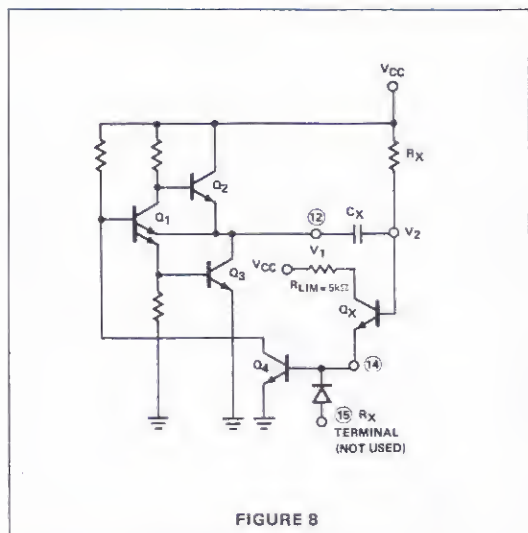 VCC
RX
Q2
Q1
12
CX
V2
V1
Q3
VCC
RLIM=5kΩ
QX
Q4
14
15 RX
TERMINAL
(NOT USED)
FIGURE 8